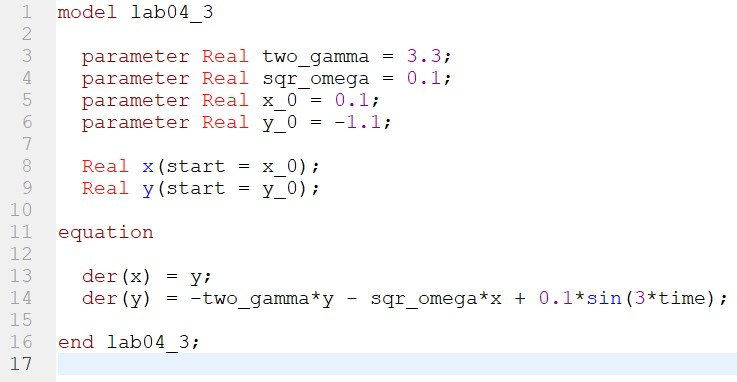 1 model lab04_3
2
3 parameter Real two_gamma = 3.3;
4 parameter Real sqr_omega = 0.1;
5 parameter Real x_0 = 0.1;
6 parameter Real y_0 = -1.1;
7
8 Real x(start = x_0);
9 Real y(start = y_0);
10
11 equation
12
13 der(x) = y;
14 der(y) = -two_gamma*y - sqr_omega*x + 0.1*sin(3*time);
15
16 end lab04_3;
17